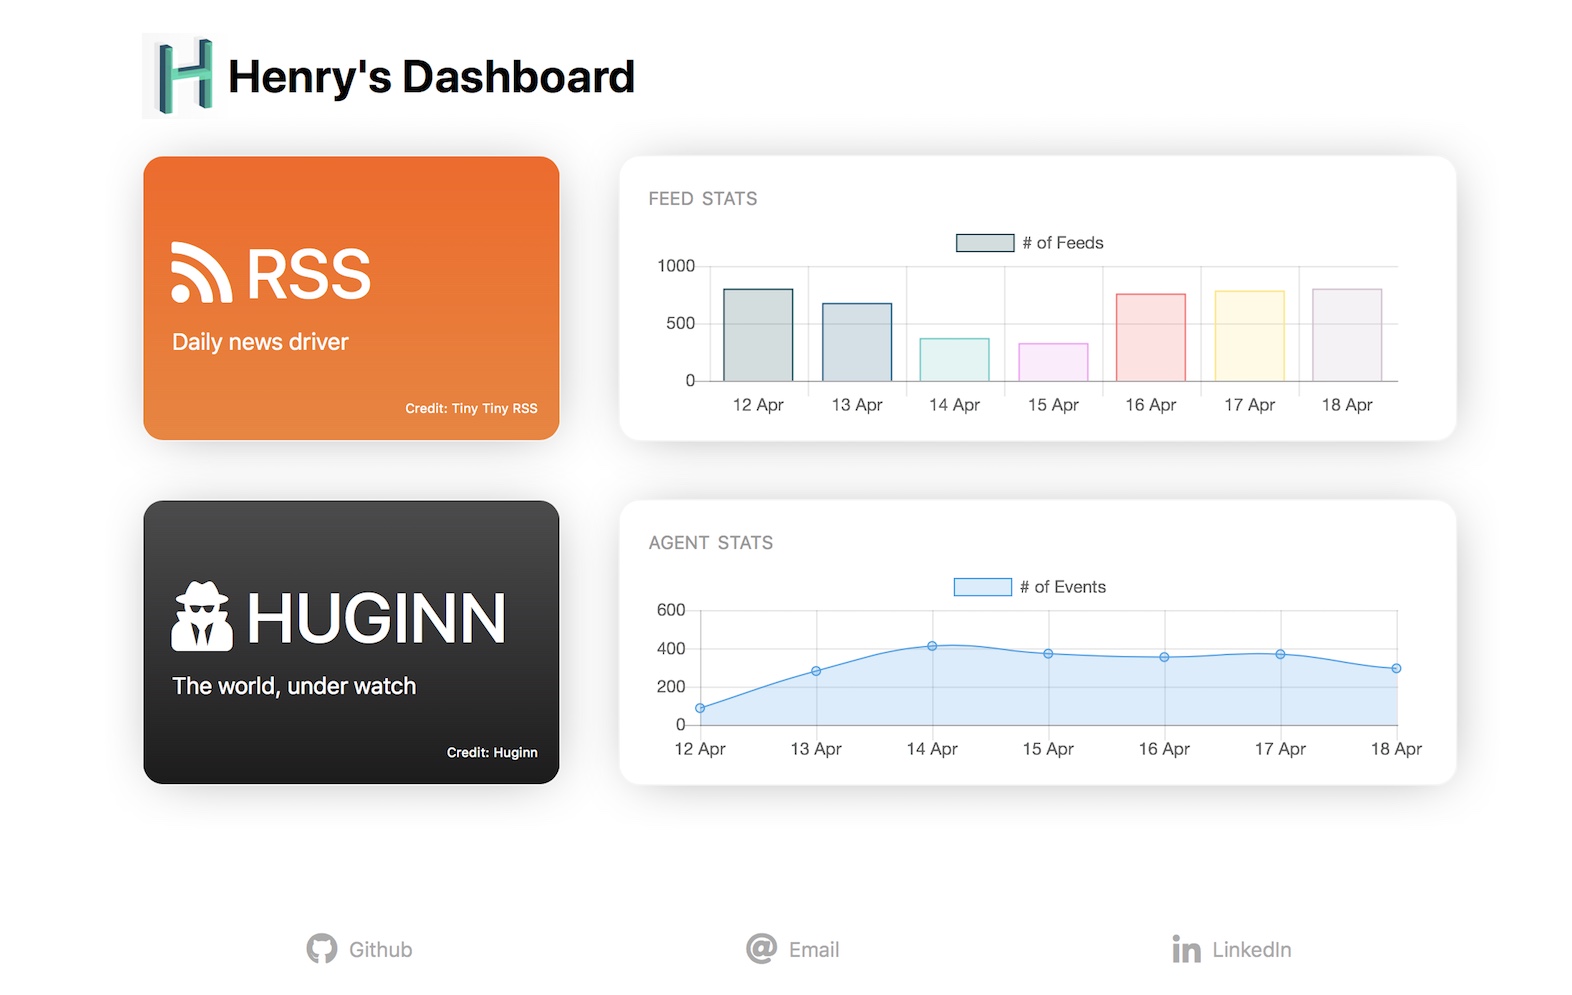 Henry's Dashboard
RSS
Daily news driver
Credit: Tiny Tiny RSS
FEED STATS
# of Feeds
1000
500
0
12 Apr 13 Apr 14 Apr 15 Apr 16 Apr 17 Apr 18 Apr
HUGINN
The world, under watch
Credit: Huginn
AGENT STATS
# of Events
600
400
200
0
12 Apr 13 Apr 14 Apr 15 Apr 16 Apr 17 Apr 18 Apr
Github Email LinkedIn